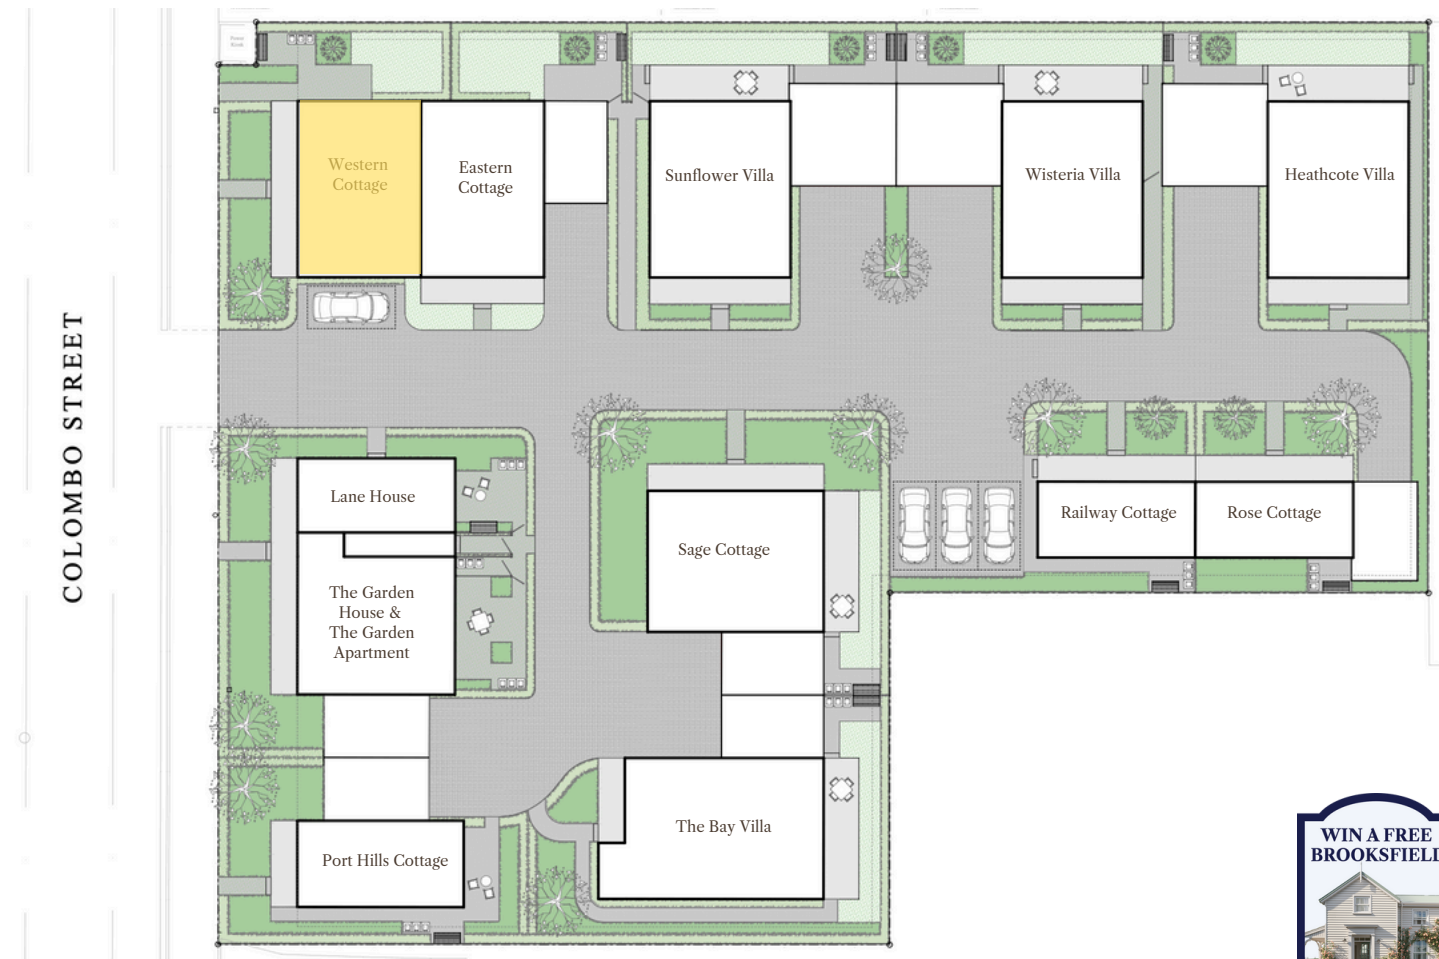 Western
Cottage
Eastern
Cottage
Sunflower Villa
Wisteria Villa
Heathcote Villa
COLOMBO STREET
Lane House
The Garden
House &
The Garden
Apartment
Sage Cottage
Railway Cottage
Rose Cottage
Port Hills Cottage
The Bay Villa
WIN A FREE
BROOKSFIELD